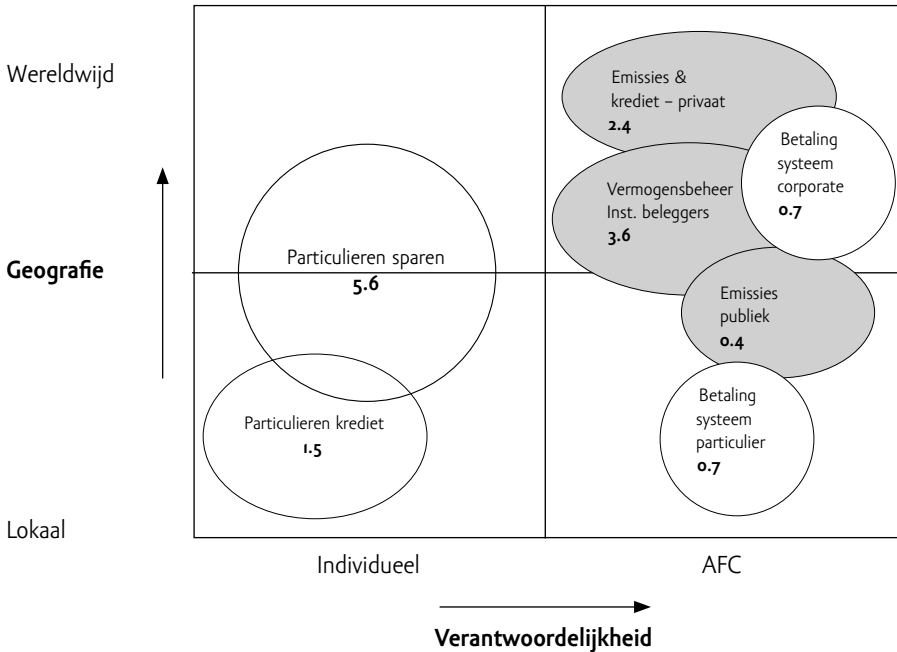 Wereldwijd
Geografie
Lokaal
Emissies &
krediet – privaat
2.4
Betaling
systeem
corporate
0.7
Vermogensbeheer
Inst. beleggers
3.6
Particulieren sparen
5.6
Emissies
publiek
0.4
Particulieren krediet
1.5
Betaling
systeem
particulier
0.7
Individueel
AFC
Verantwoordelijkheid